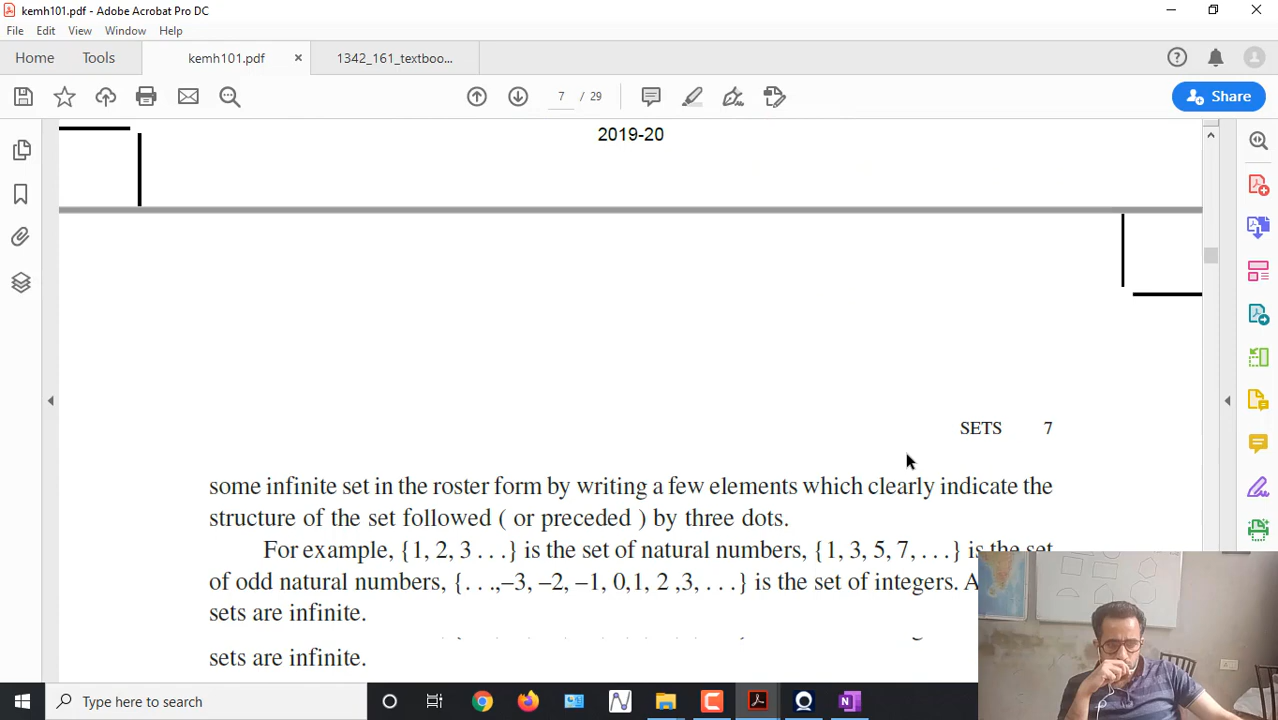 kemh101.pdf - Adobe Acrobat Pro DC
File Edit View Window Help
Home Tools kemh101.pdf × 1342_161_textboo...
7 / 29 Share
2019-20
SETS 7
some infinite set in the roster form by writing a few elements which clearly indicate the
structure of the set followed ( or preceded ) by three dots.
For example, {1, 2, 3 . . .} is the set of natural numbers, {1, 3, 5, 7, . . .} is the set
of odd natural numbers, {. . .,–3, –2, –1, 0,1, 2 ,3, . . .} is the set of integers. A
sets are infinite.
sets are infinite.
Type here to search